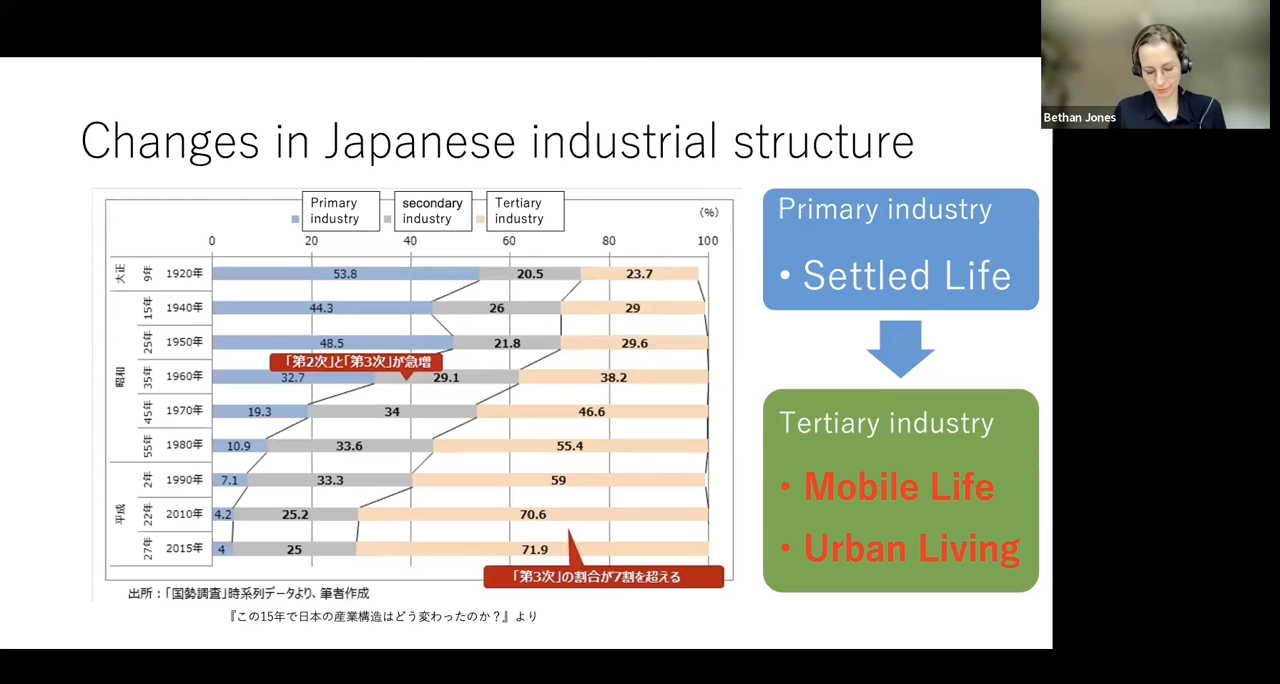 Bethan Jones
Changes in Japanese industrial structure
Primary
industry
secondary
industry
Tertiary
industry
(%)
0 20 40 60 80 100
大正 9年 1920年 53.8 20.5 23.7
15年 1940年 44.3 26 29
25年 1950年 48.5 21.8 29.6
「第2次」と「第3次」が急増
昭和 35年 1960年 32.7 29.1 38.2
45年 1970年 19.3 34 46.6
55年 1980年 10.9 33.6 55.4
2年 1990年 7.1 33.3 59
平成 22年 2010年 4.2 25.2 70.6
27年 2015年 4 25 71.9
「第3次」の割合が7割を超える
出所：「国勢調査」時系列データより、筆者作成
『この15年で日本の産業構造はどう変わったのか？』より
Primary industry
• Settled Life
Tertiary industry
• Mobile Life
• Urban Living